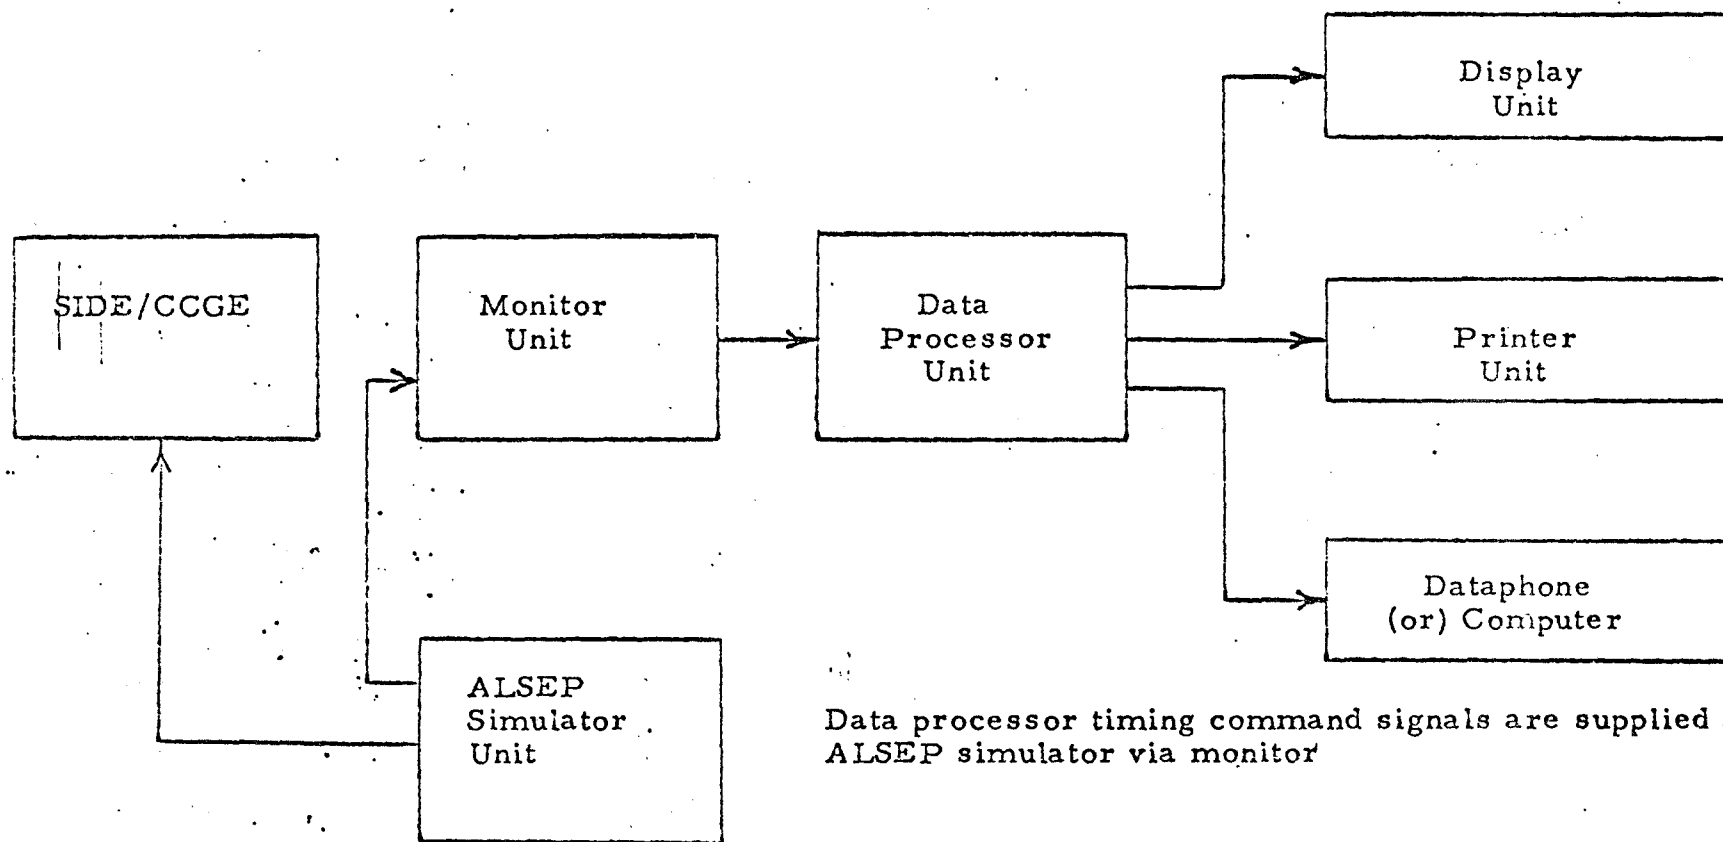 Display
Unit
SIDE/CCGE
Monitor
Unit
Data
Processor
Unit
Printer
Unit
Dataphone
(or) Computer
ALSEP
Simulator
Unit
Data processor timing command signals are supplied
ALSEP simulator via monitor